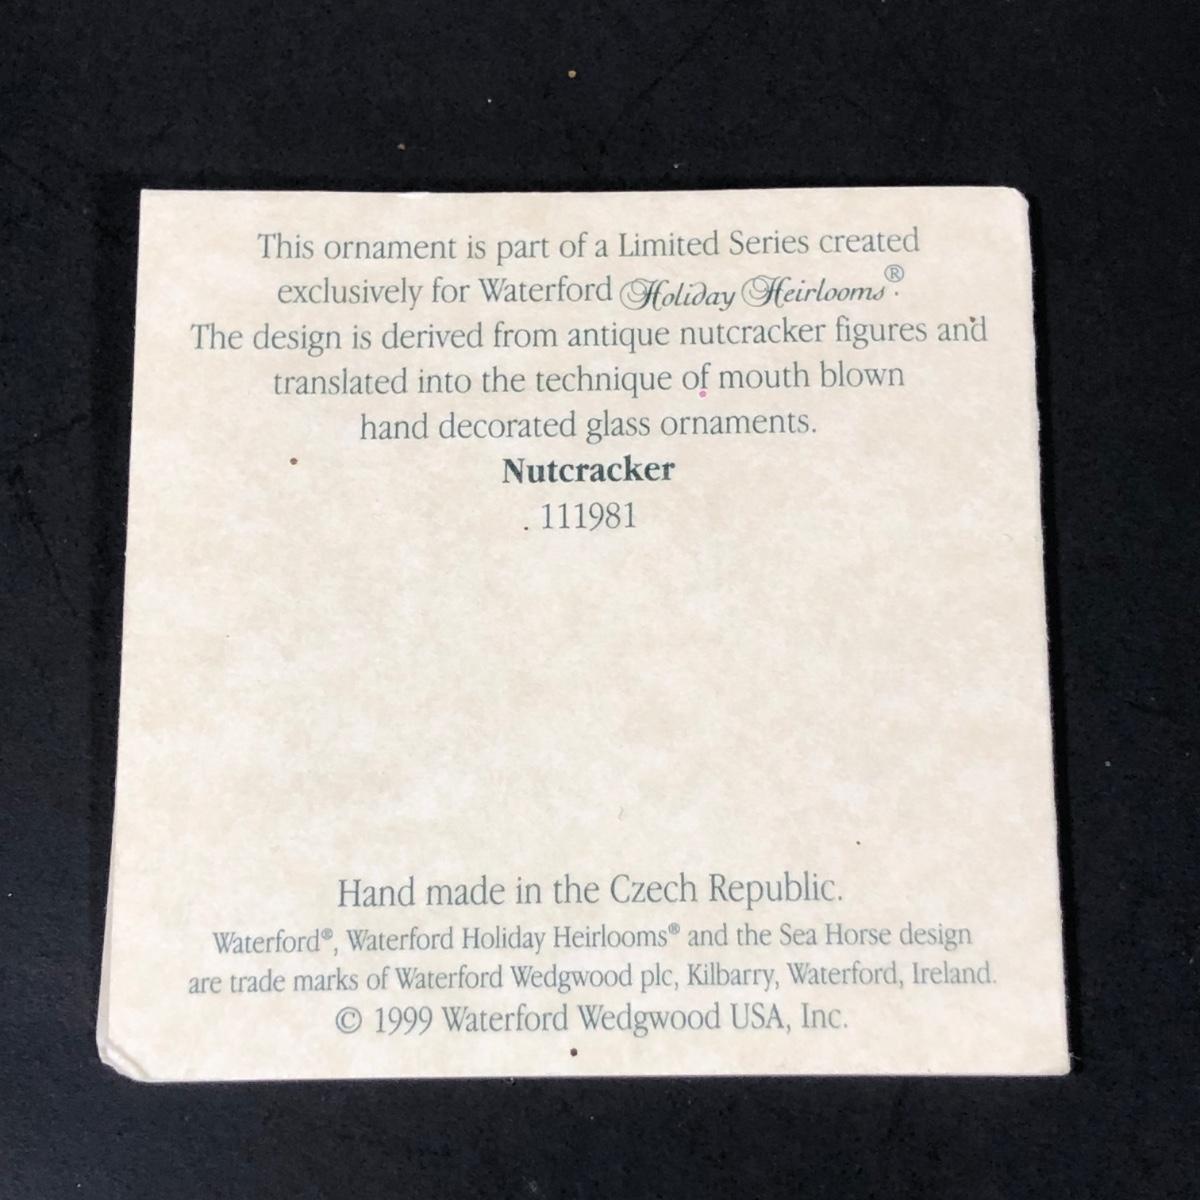 This ornament is part of a Limited Series created
exclusively for Waterford Holiday Heirlooms®.
The design is derived from antique nutcracker figures and
translated into the technique of mouth blown
hand decorated glass ornaments.
Nutcracker
111981
Hand made in the Czech Republic.
Waterford®, Waterford Holiday Heirlooms® and the Sea Horse design
are trade marks of Waterford Wedgwood plc, Kilbarry, Waterford, Ireland.
© 1999 Waterford Wedgwood USA, Inc.